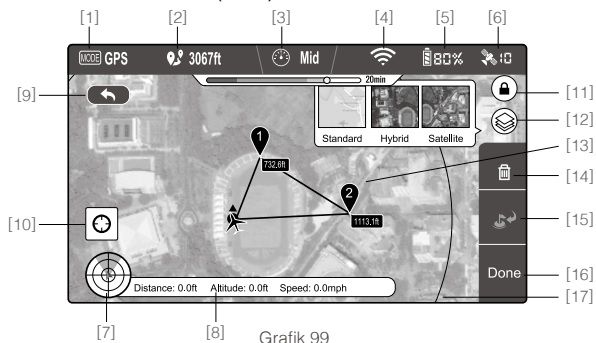 [1] [2] [3] [4] [5] [6]
MODE GPS 3067ft Mid 80% 10
20min
[9] [11]
Standard Hybrid Satellite
[12]
[13]
1
732.6ft
[14]
2
1113.1ft
[15]
[10]
Done [16]
Distance: 0.0ft Altitude: 0.0ft Speed: 0.0mph
[17]
[7] [8]
Grafik 99